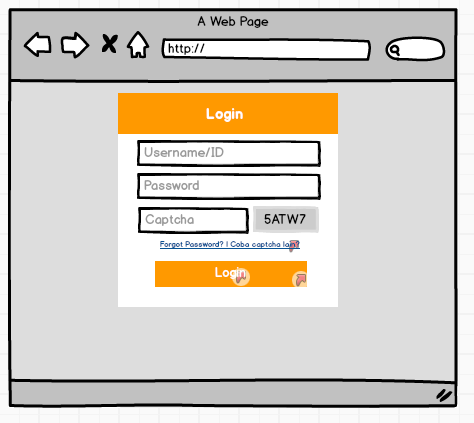 A Web Page
http://
Login
Username/ID
Password
Captcha 5ATW7
Forgot Password? | Coba captcha lain?
Login